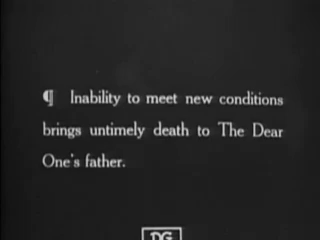 ¶ Inability to meet new conditions
brings untimely death to The Dear
One's father.
DG